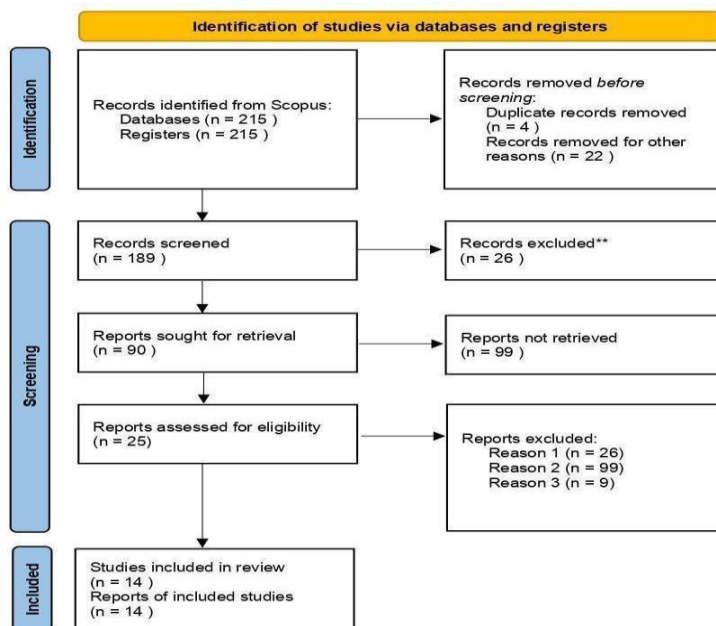 Identification of studies via databases and registers
Identification
Records identified from Scopus:
Databases (n = 215 )
Registers (n = 215 )
Records removed before
screening:
Duplicate records removed
(n = 4 )
Records removed for other
reasons (n = 22 )
Screening
Records screened
(n = 189 )
Records excluded**
(n = 26 )
Reports sought for retrieval
(n = 90 )
Reports not retrieved
(n = 99 )
Reports assessed for eligibility
(n = 25)
Reports excluded:
Reason 1 (n = 26)
Reason 2 (n = 99)
Reason 3 (n = 9)
Included
Studies included in review
(n = 14 )
Reports of included studies
(n = 14 )